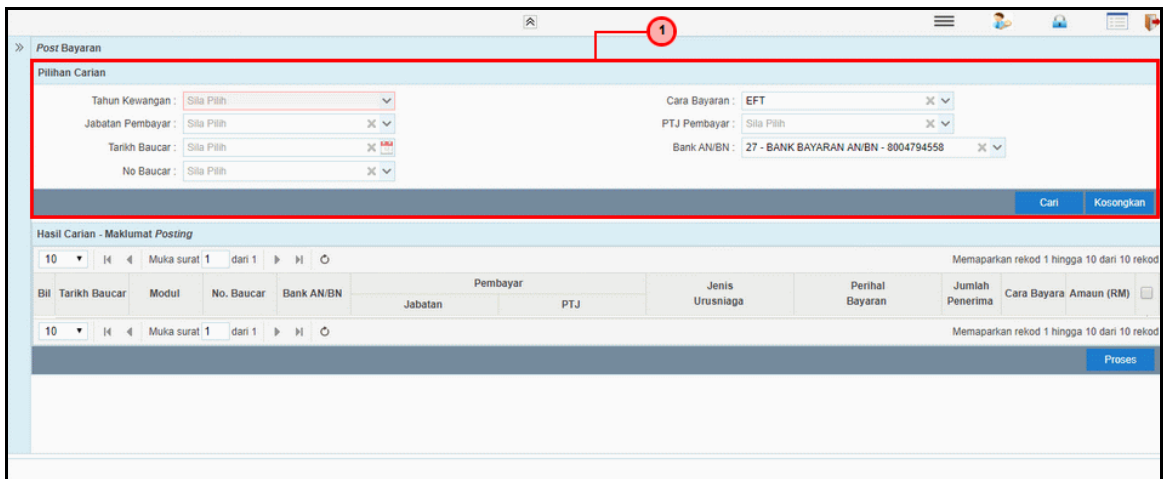 1
Post Bayaran
Pilihan Carian
Tahun Kewangan : Sila Pilih Cara Bayaran : EFT
Jabatan Pembayar : Sila Pilih PTJ Pembayar : Sila Pilih
Tarikh Baucar : Sila Pilih Bank AN/BN : 27 - BANK BAYARAN AN/BN - 8004794558
No Baucar : Sila Pilih
Cari Kosongkan
Hasil Carian - Maklumat Posting
10 Muka surat 1 dari 1 Memaparkan rekod 1 hingga 10 dari 10 rekod
Bil Tarikh Baucar Modul No. Baucar Bank AN/BN Pembayar Jenis Urusniaga Perihal Bayaran Jumlah Penerima Cara Bayara Amaun (RM)
Jabatan PTJ
10 Muka surat 1 dari 1 Memaparkan rekod 1 hingga 10 dari 10 rekod
Proses